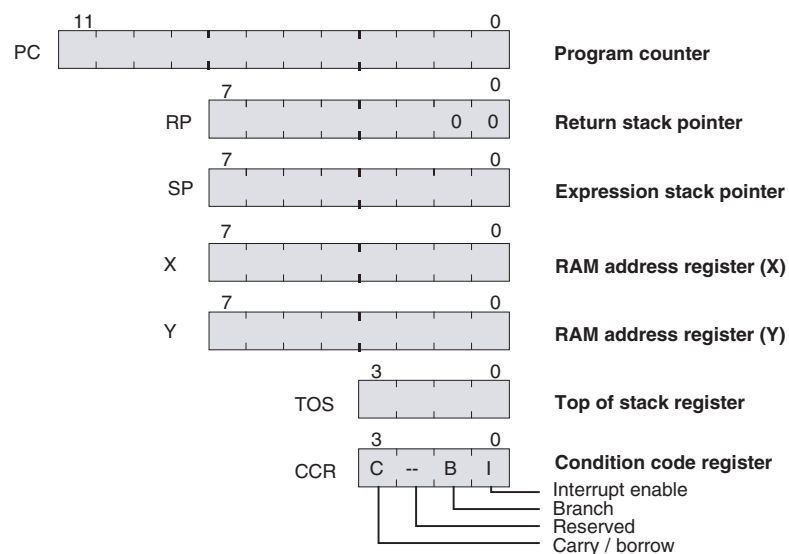 11 0
PC Program counter
7 0
RP 0 0 Return stack pointer
7 0
SP Expression stack pointer
7 0
X RAM address register (X)
7 0
Y RAM address register (Y)
3 0
TOS Top of stack register
3 0
CCR C -- B I Condition code register
Interrupt enable
Branch
Reserved
Carry / borrow